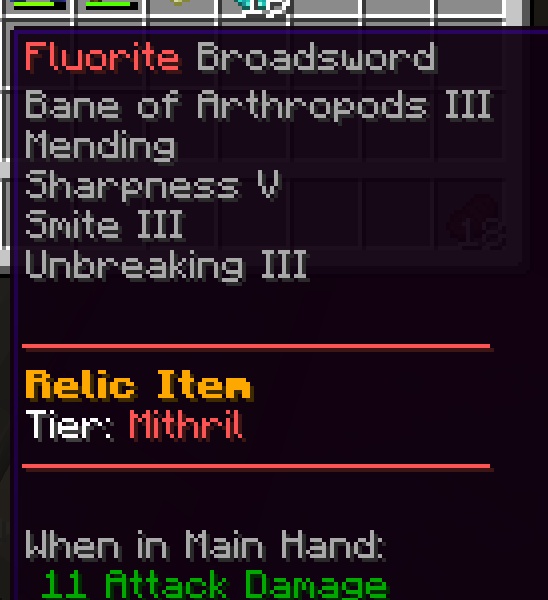 Fluorite Broadsword
Bane of Arthropods III
Mending
Sharpness V
Smite III
Unbreaking III
Relic Item
Tier: Mithril
When in Main Hand:
11 Attack Damage
18